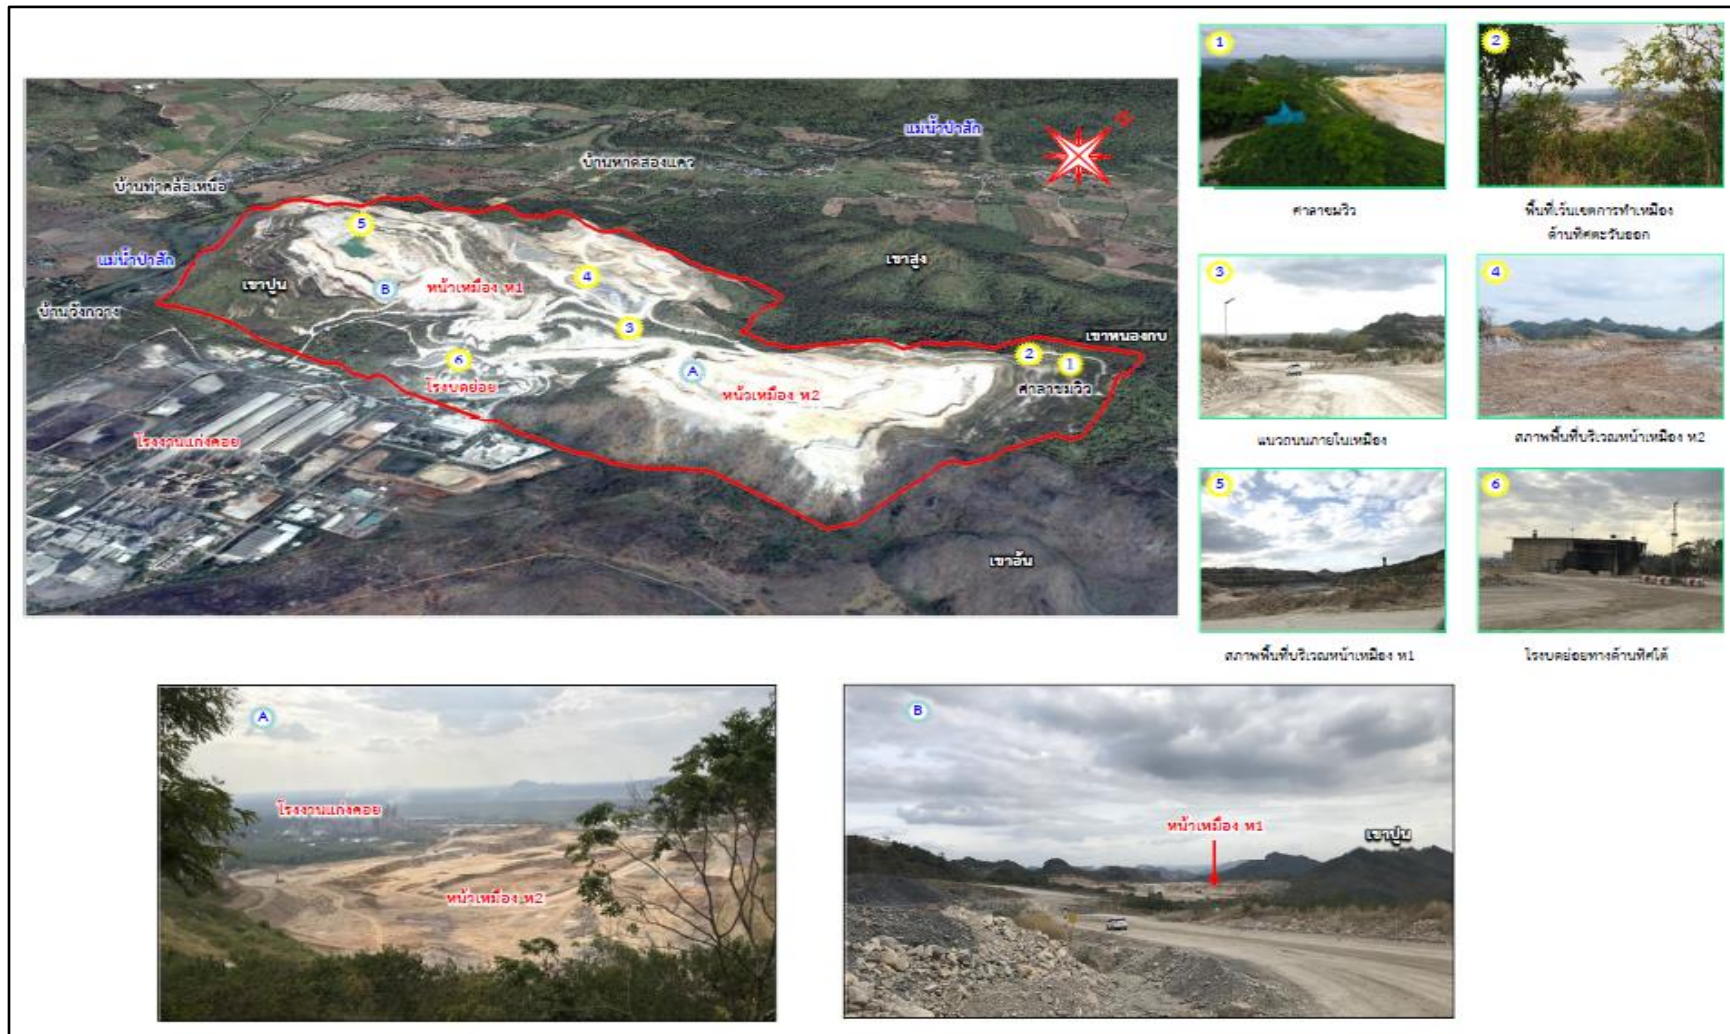 แม่น้ำป่าสัก
N
บ้านหาดสองแคว
บ้านท่าคล้อเหนือ
5
แม่น้ำป่าสัก
เขาสูง
4
เขาปูน
B
หน้าเหมือง ห1
บ้านวังกวาง
3
เขาหนองกบ
6
2
1
A
โรงบดย่อย
หน้าเหมือง ห2
ศาลาชมวิว
โรงงานแก่งคอย
เขาอ้น
1
ศาลาชมวิว
2
พื้นที่เว้นเขตการทำเหมือง
ด้านทิศตะวันออก
3
แนวถนนภายในเหมือง
4
สภาพพื้นที่บริเวณหน้าเหมือง ห2
5
สภาพพื้นที่บริเวณหน้าเหมือง ห1
6
โรงบดย่อยทางด้านทิศใต้
A
โรงงานแก่งคอย
หน้าเหมือง ห2
B
หน้าเหมือง ห1
เขาปูน